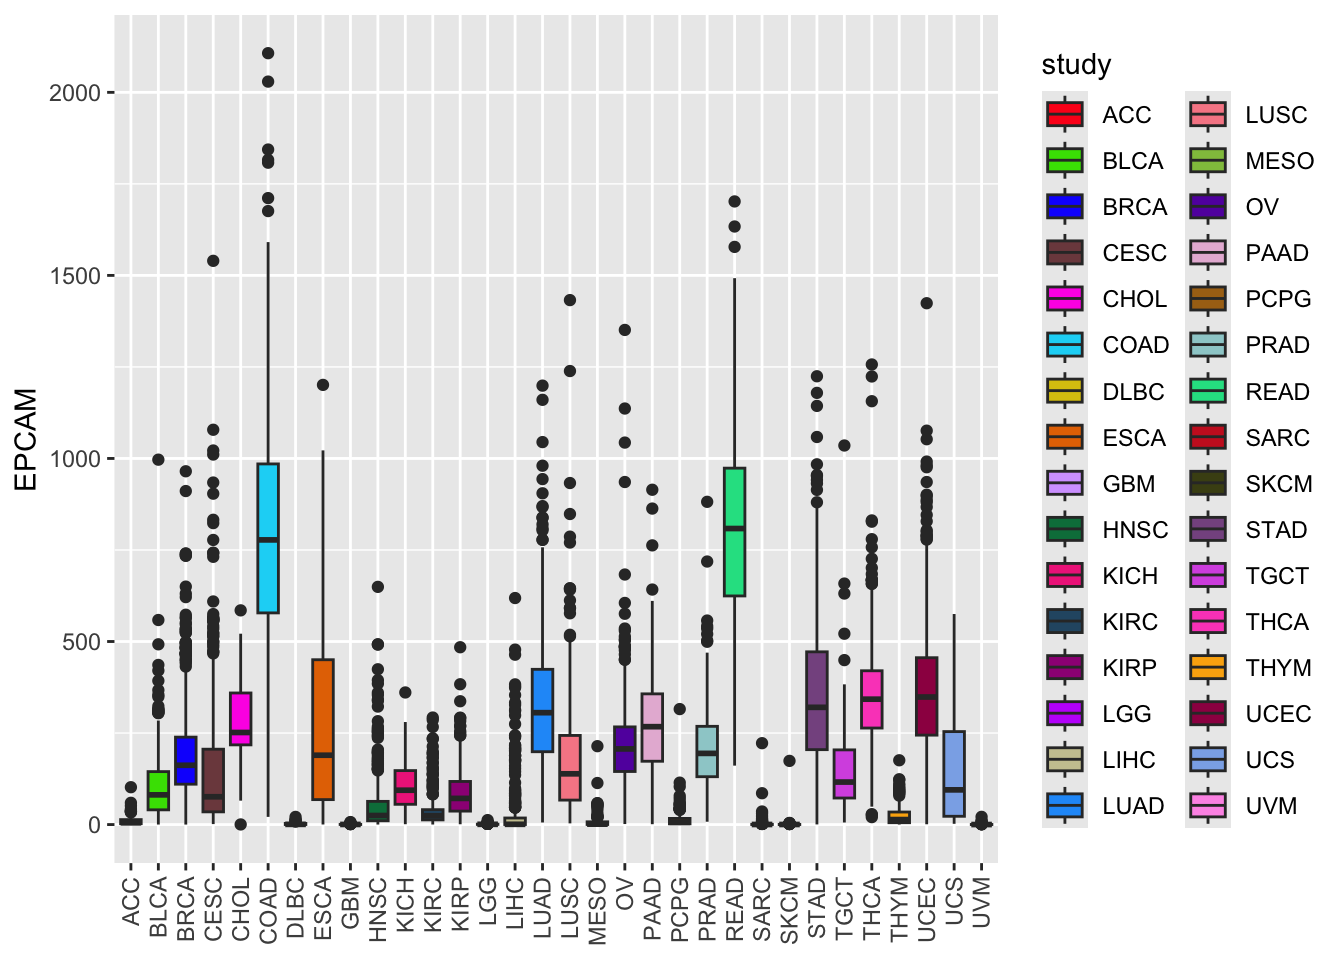 EPCAM
2000
1500
1000
500
0
ACC
BLCA
BRCA
CESC
CHOL
COAD
DLBC
ESCA
GBM
HNSC
KICH
KIRC
KIRP
LGG
LIHC
LUAD
LUSC
MESO
OV
PAAD
PCPG
PRAD
READ
SARC
SKCM
STAD
TGCT
THCA
THYM
UCEC
UCS
UVM
study
ACC
BLCA
BRCA
CESC
CHOL
COAD
DLBC
ESCA
GBM
HNSC
KICH
KIRC
KIRP
LGG
LIHC
LUAD
LUSC
MESO
OV
PAAD
PCPG
PRAD
READ
SARC
SKCM
STAD
TGCT
THCA
THYM
UCEC
UCS
UVM